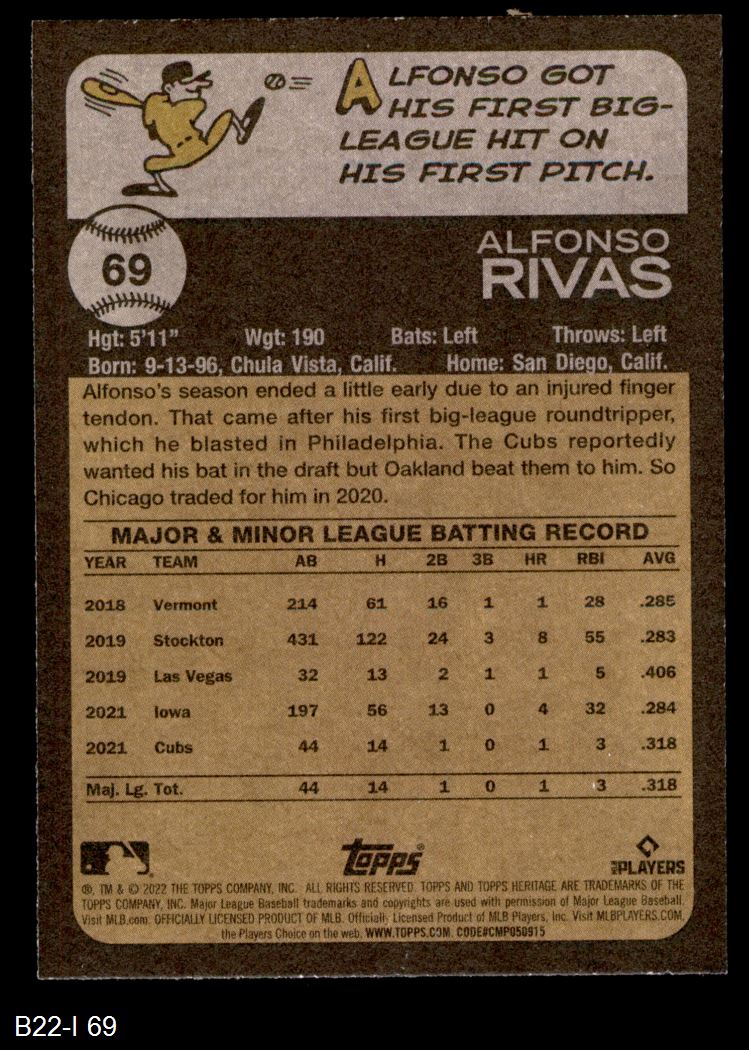 ALFONSO GOT
HIS FIRST BIG-
LEAGUE HIT ON
HIS FIRST PITCH.
69
ALFONSO
RIVAS
Hgt: 5'11" Wgt: 190 Bats: Left Throws: Left
Born: 9-13-96, Chula Vista, Calif. Home: San Diego, Calif.
Alfonso's season ended a little early due to an injured finger
tendon. That came after his first big-league roundtripper,
which he blasted in Philadelphia. The Cubs reportedly
wanted his bat in the draft but Oakland beat them to him. So
Chicago traded for him in 2020.
MAJOR & MINOR LEAGUE BATTING RECORD
YEAR TEAM AB H 2B 3B HR RBI AVG
2018 Vermont 214 61 16 1 1 28 .285
2019 Stockton 431 122 24 3 8 55 .283
2019 Las Vegas 32 13 2 1 1 5 .406
2021 Iowa 197 56 13 0 4 32 .284
2021 Cubs 44 14 1 0 1 3 .318
Maj. Lg. Tot. 44 14 1 0 1 3 .318
Topps®
PLAYERS
®, TM & © 2022 THE TOPPS COMPANY, INC. ALL RIGHTS RESERVED. TOPPS AND TOPPS HERITAGE ARE TRADEMARKS OF THE
TOPPS COMPANY, INC. Major League Baseball trademarks and copyrights are used with permission of Major League Baseball.
Visit MLB.com. OFFICIALLY LICENSED PRODUCT OF MLB. Officially Licensed Product of MLB Players, Inc. Visit MLBPLAYERS.COM,
the Players Choice on the web. WWW.TOPPS.COM. CODE#CMP050915
B22-I 69